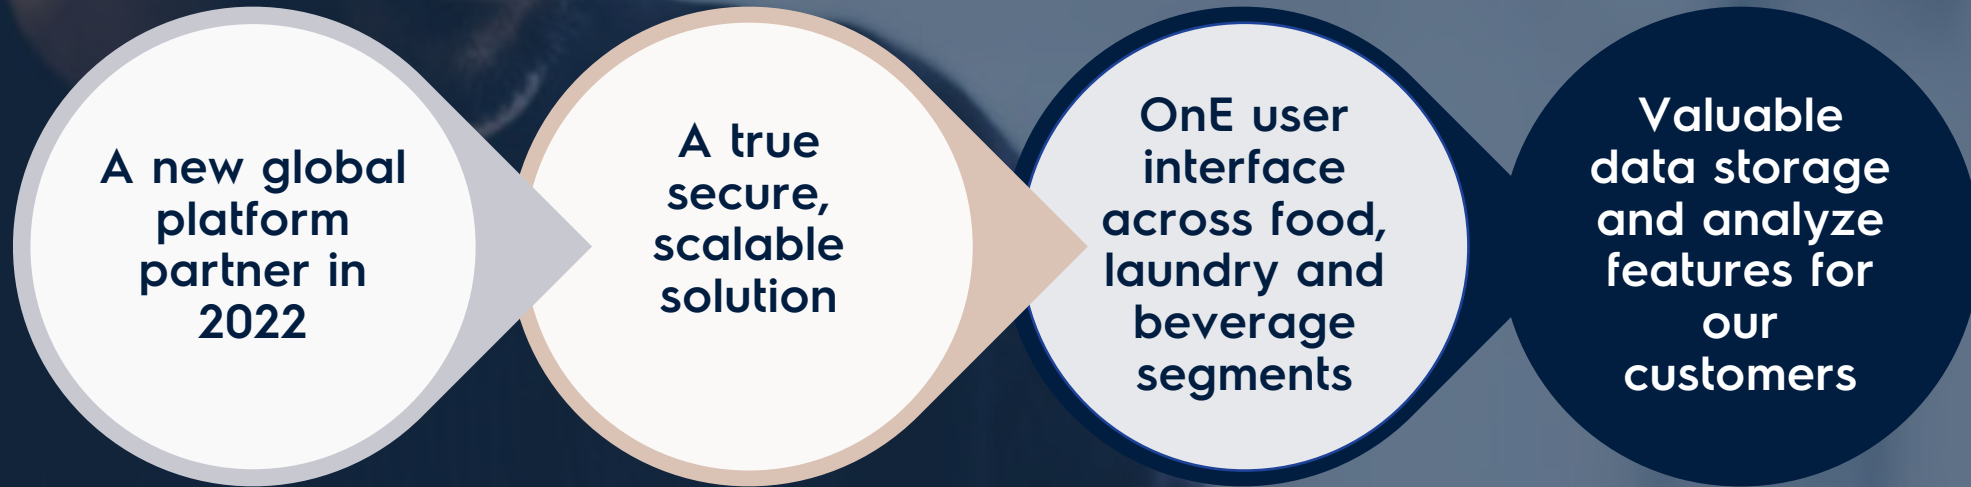 A new global
platform
partner in
2022
A true
secure,
scalable
solution
OnE user
interface
across food,
laundry and
beverage
segments
Valuable
data storage
and analyze
features for
our
customers